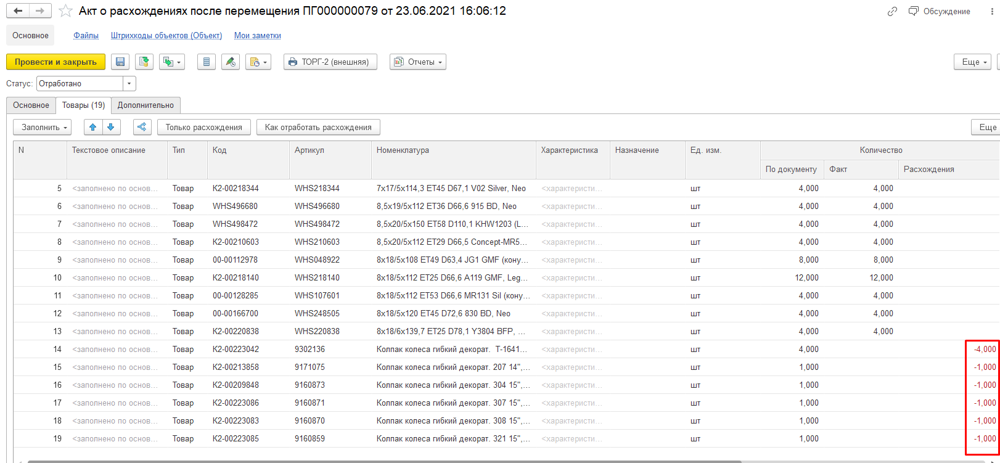 Акт о расхождениях после перемещения ПГ000000079 от 23.06.2021 16:06:12
Обсуждение
Основное Файлы Штрихкоды объектов (Объект) Мои заметки
Провести и закрыть ТОРГ-2 (внешняя) Отчеты Еще
Статус: Отработано
Основное Товары (19) Дополнительно
Заполнить Только расхождения Как отработать расхождения Еще
N Текстовое описание Тип Код Артикул Номенклатура Характеристика Назначение Ед. изм. Количество
По документу Факт Расхождения
5 <заполнено по основ... Товар К2-00218344 WHS218344 7x17/5x114,3 ET45 D67,1 V02 Silver, Neo <характеристи... шт 4,000 4,000
6 <заполнено по основ... Товар WHS496680 WHS496680 8,5x19/5x112 ET36 D66,6 915 BD, Neo <характеристи... шт 4,000 4,000
7 <заполнено по основ... Товар WHS498472 WHS498472 8,5x20/5x150 ET58 D110,1 KHW1203 (L... <характеристи... шт 4,000 4,000
8 <заполнено по основ... Товар К2-00210603 WHS210603 8,5x20/5x112 ET29 D66,5 Concept-MR5... <характеристи... шт 4,000 4,000
9 <заполнено по основ... Товар 00-00112978 WHS048922 8x18/5x108 ET49 D63,4 JG1 GMF (кону... <характеристи... шт 8,000 8,000
10 <заполнено по основ... Товар К2-00218140 WHS218140 8x18/5x112 ET25 D66,6 A119 GMF, Leg... <характеристи... шт 12,000 12,000
11 <заполнено по основ... Товар 00-00128285 WHS107601 8x18/5x112 ET53 D66,6 MR131 Sil (кону... <характеристи... шт 4,000 4,000
12 <заполнено по основ... Товар 00-00166700 WHS248505 8x18/5x120 ET45 D72,6 830 BD, Neo <характеристи... шт 4,000 4,000
13 <заполнено по основ... Товар К2-00220838 WHS220838 8x18/6x139,7 ET25 D78,1 Y3804 BFP, ... <характеристи... шт 4,000 4,000
14 <заполнено по основ... Товар К2-00223042 9302136 Колпак колеса гибкий декорат. Т-1641... <характеристи... шт 4,000 -4,000
15 <заполнено по основ... Товар К2-00213858 9171075 Колпак колеса гибкий декорат. 207 14",... <характеристи... шт 1,000 -1,000
16 <заполнено по основ... Товар К2-00209848 9160873 Колпак колеса гибкий декорат. 304 15",... <характеристи... шт 1,000 -1,000
17 <заполнено по основ... Товар К2-00223086 9160871 Колпак колеса гибкий декорат. 307 15",... <характеристи... шт 1,000 -1,000
18 <заполнено по основ... Товар К2-00223083 9160870 Колпак колеса гибкий декорат. 308 15",... <характеристи... шт 1,000 -1,000
19 <заполнено по основ... Товар К2-00223085 9160859 Колпак колеса гибкий декорат. 321 15",... <характеристи... шт 1,000 -1,000